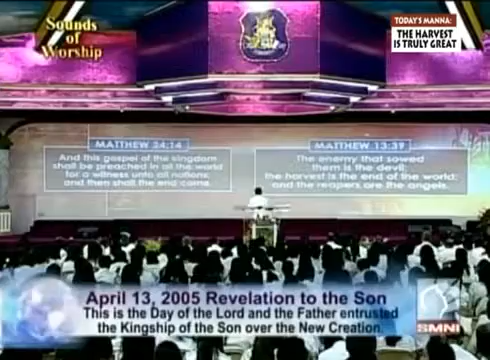 Sounds
of
Worship
TODAY'S MANNA:
THE HARVEST
IS TRULY GREAT
MATTHEW 24:14
And this gospel of the kingdom
shall be preached in all the world
for a witness unto all nations;
and then shall the end come.
MATTHEW 13:39
The enemy that sowed
them is the devil;
the harvest is the end of the world;
and the reapers are the angels.
April 13, 2005 Revelation to the Son
This is the Day of the Lord and the Father entrusted
the Kingship of the Son over the New Creation.
SMNI